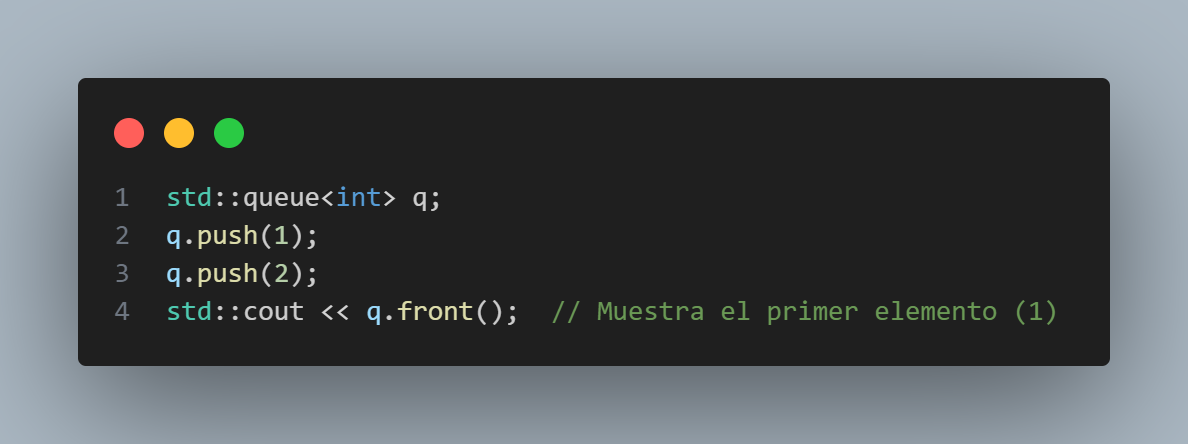 1 std::queue<int> q;
2 q.push(1);
3 q.push(2);
4 std::cout << q.front();  // Muestra el primer elemento (1)